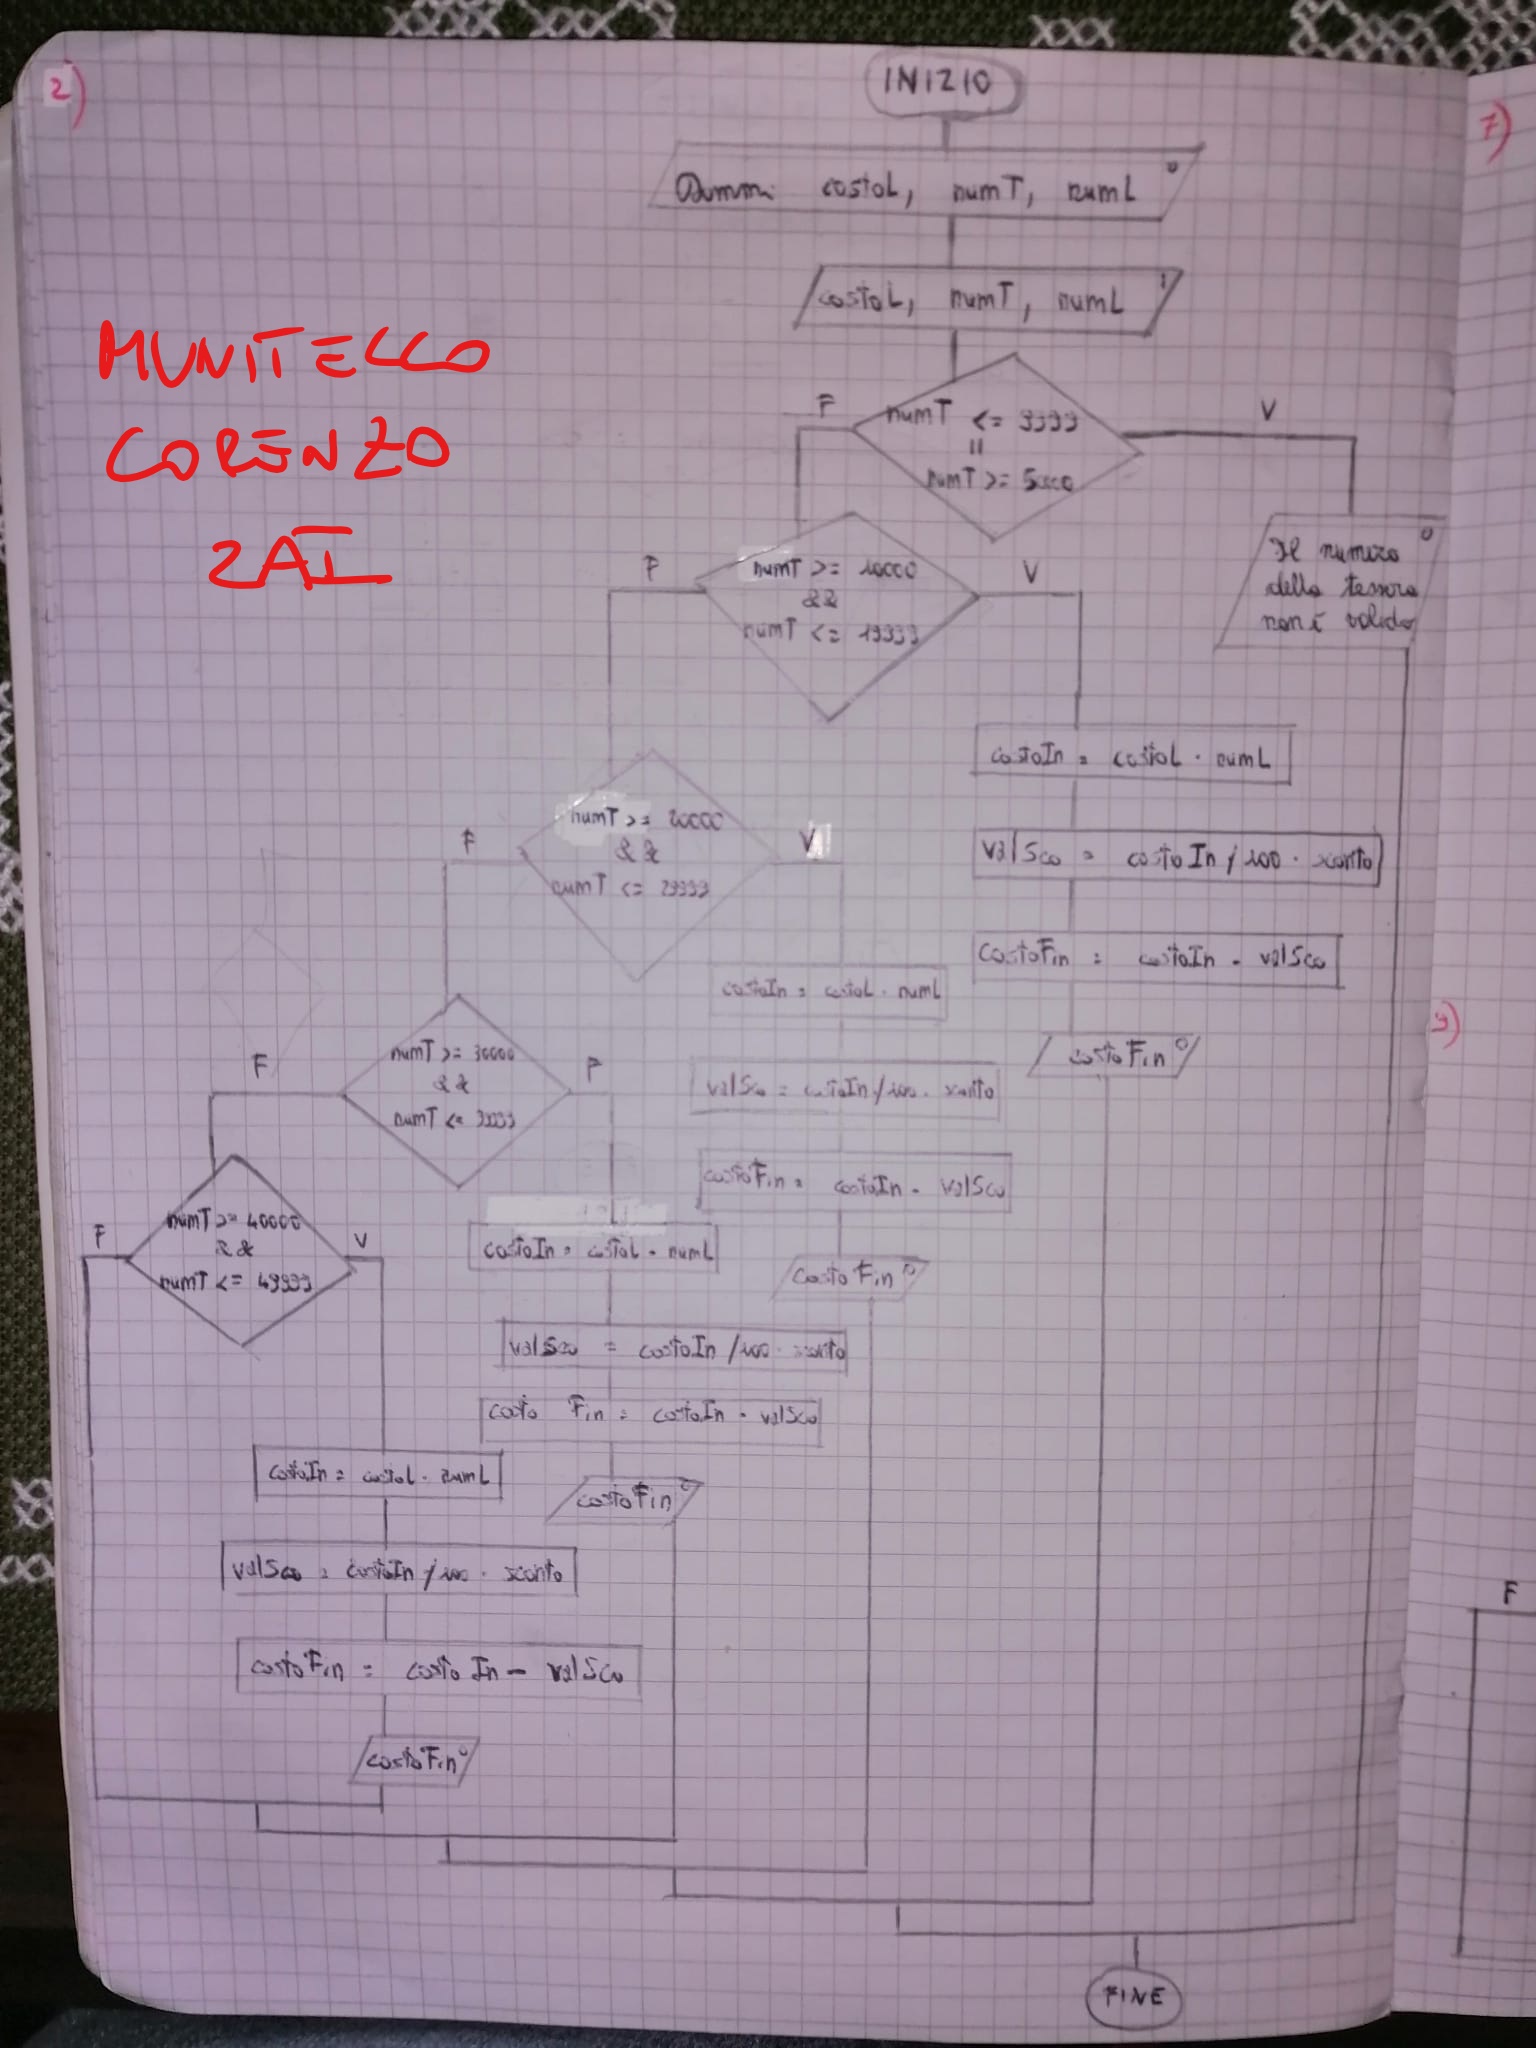 2)
INIZIO
7)
Dammi costoL, numT, numL O
costoL, numT, numL I
MUNITELLO
LORENZO
2AI
F
numT <= 9999
||
numT >= 5000
V
F
numT >= 10000
&&
numT <= 19999
V
Il numero O
della tessera
non è valido
costoIn = costoL · numL
F
numT >= 20000
&&
numT <= 29999
V
valSco = costoIn / 100 · sconto
costoFin = costoIn - valSco
costoIn = costoL · numL
9)
costoFin O
F
numT >= 30000
&&
numT <= 39999
F
valSco = costoIn / 100 · sconto
costoFin = costoIn - valSco
F
numT >= 40000
&&
numT <= 49999
V
costoIn = costoL · numL
costoFin O
valSco = costoIn / 100 · sconto
costo Fin = costoIn - valSco
costoIn = costoL · numL
costoFin O
valSco = costoIn / 100 · sconto
F
costoFin = costo In - valSco
costoFin O
FINE